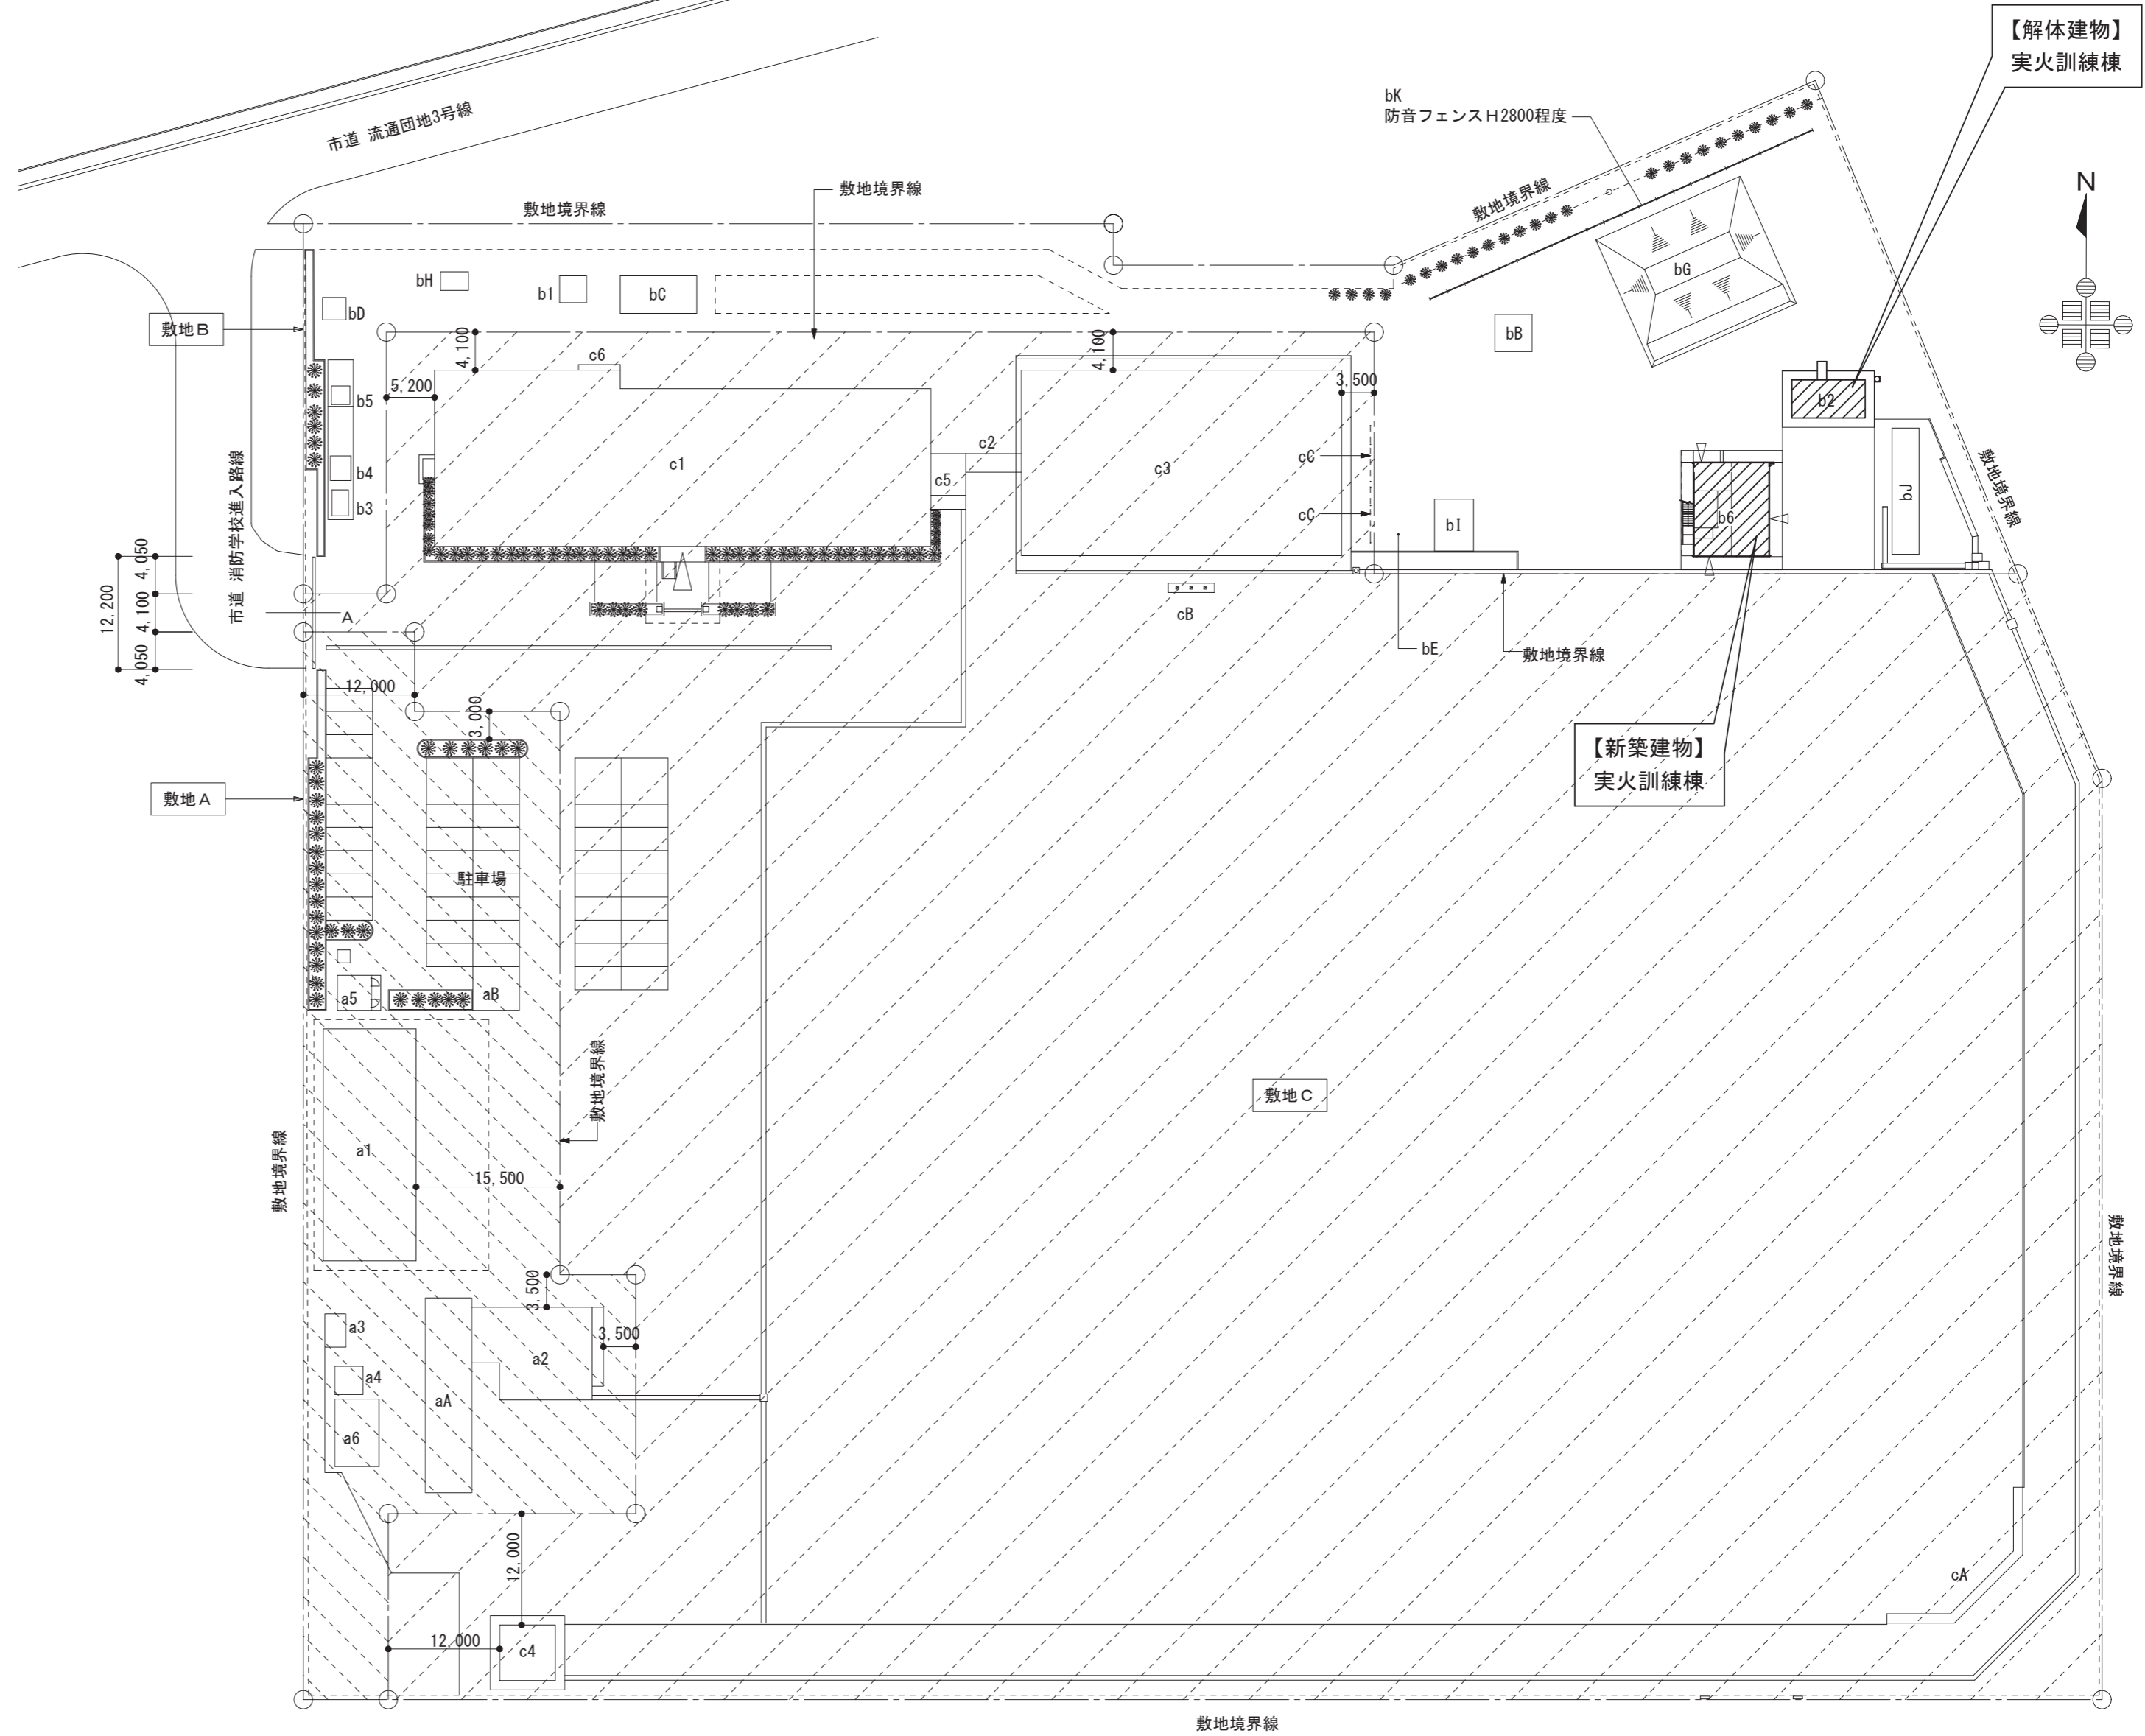 【解体建物】
実火訓練棟
bK
防音フェンスH2800程度
市道 流通団地3号線
敷地境界線
敷地境界線
敷地境界線
N
bH
b1
bC
bG
bD
敷地B
bB
4,100
c6
4,100
5,200
3,500
b5
b2
c2
c1
c3
cC
敷地境界線
b4
c5
bJ
b3
cC
bI
b6
市道 消防学校進入路線
4,050
12,200
4,100
A
cB
4,050
bE
敷地境界線
12,000
3,000
【新築建物】
実火訓練棟
敷地A
駐車場
a5
aB
敷地境界線
敷地C
敷地境界線
a1
15,500
敷地境界線
3,500
a3
3,500
a2
a4
aA
a6
12,000
cA
12,000
c4
敷地境界線